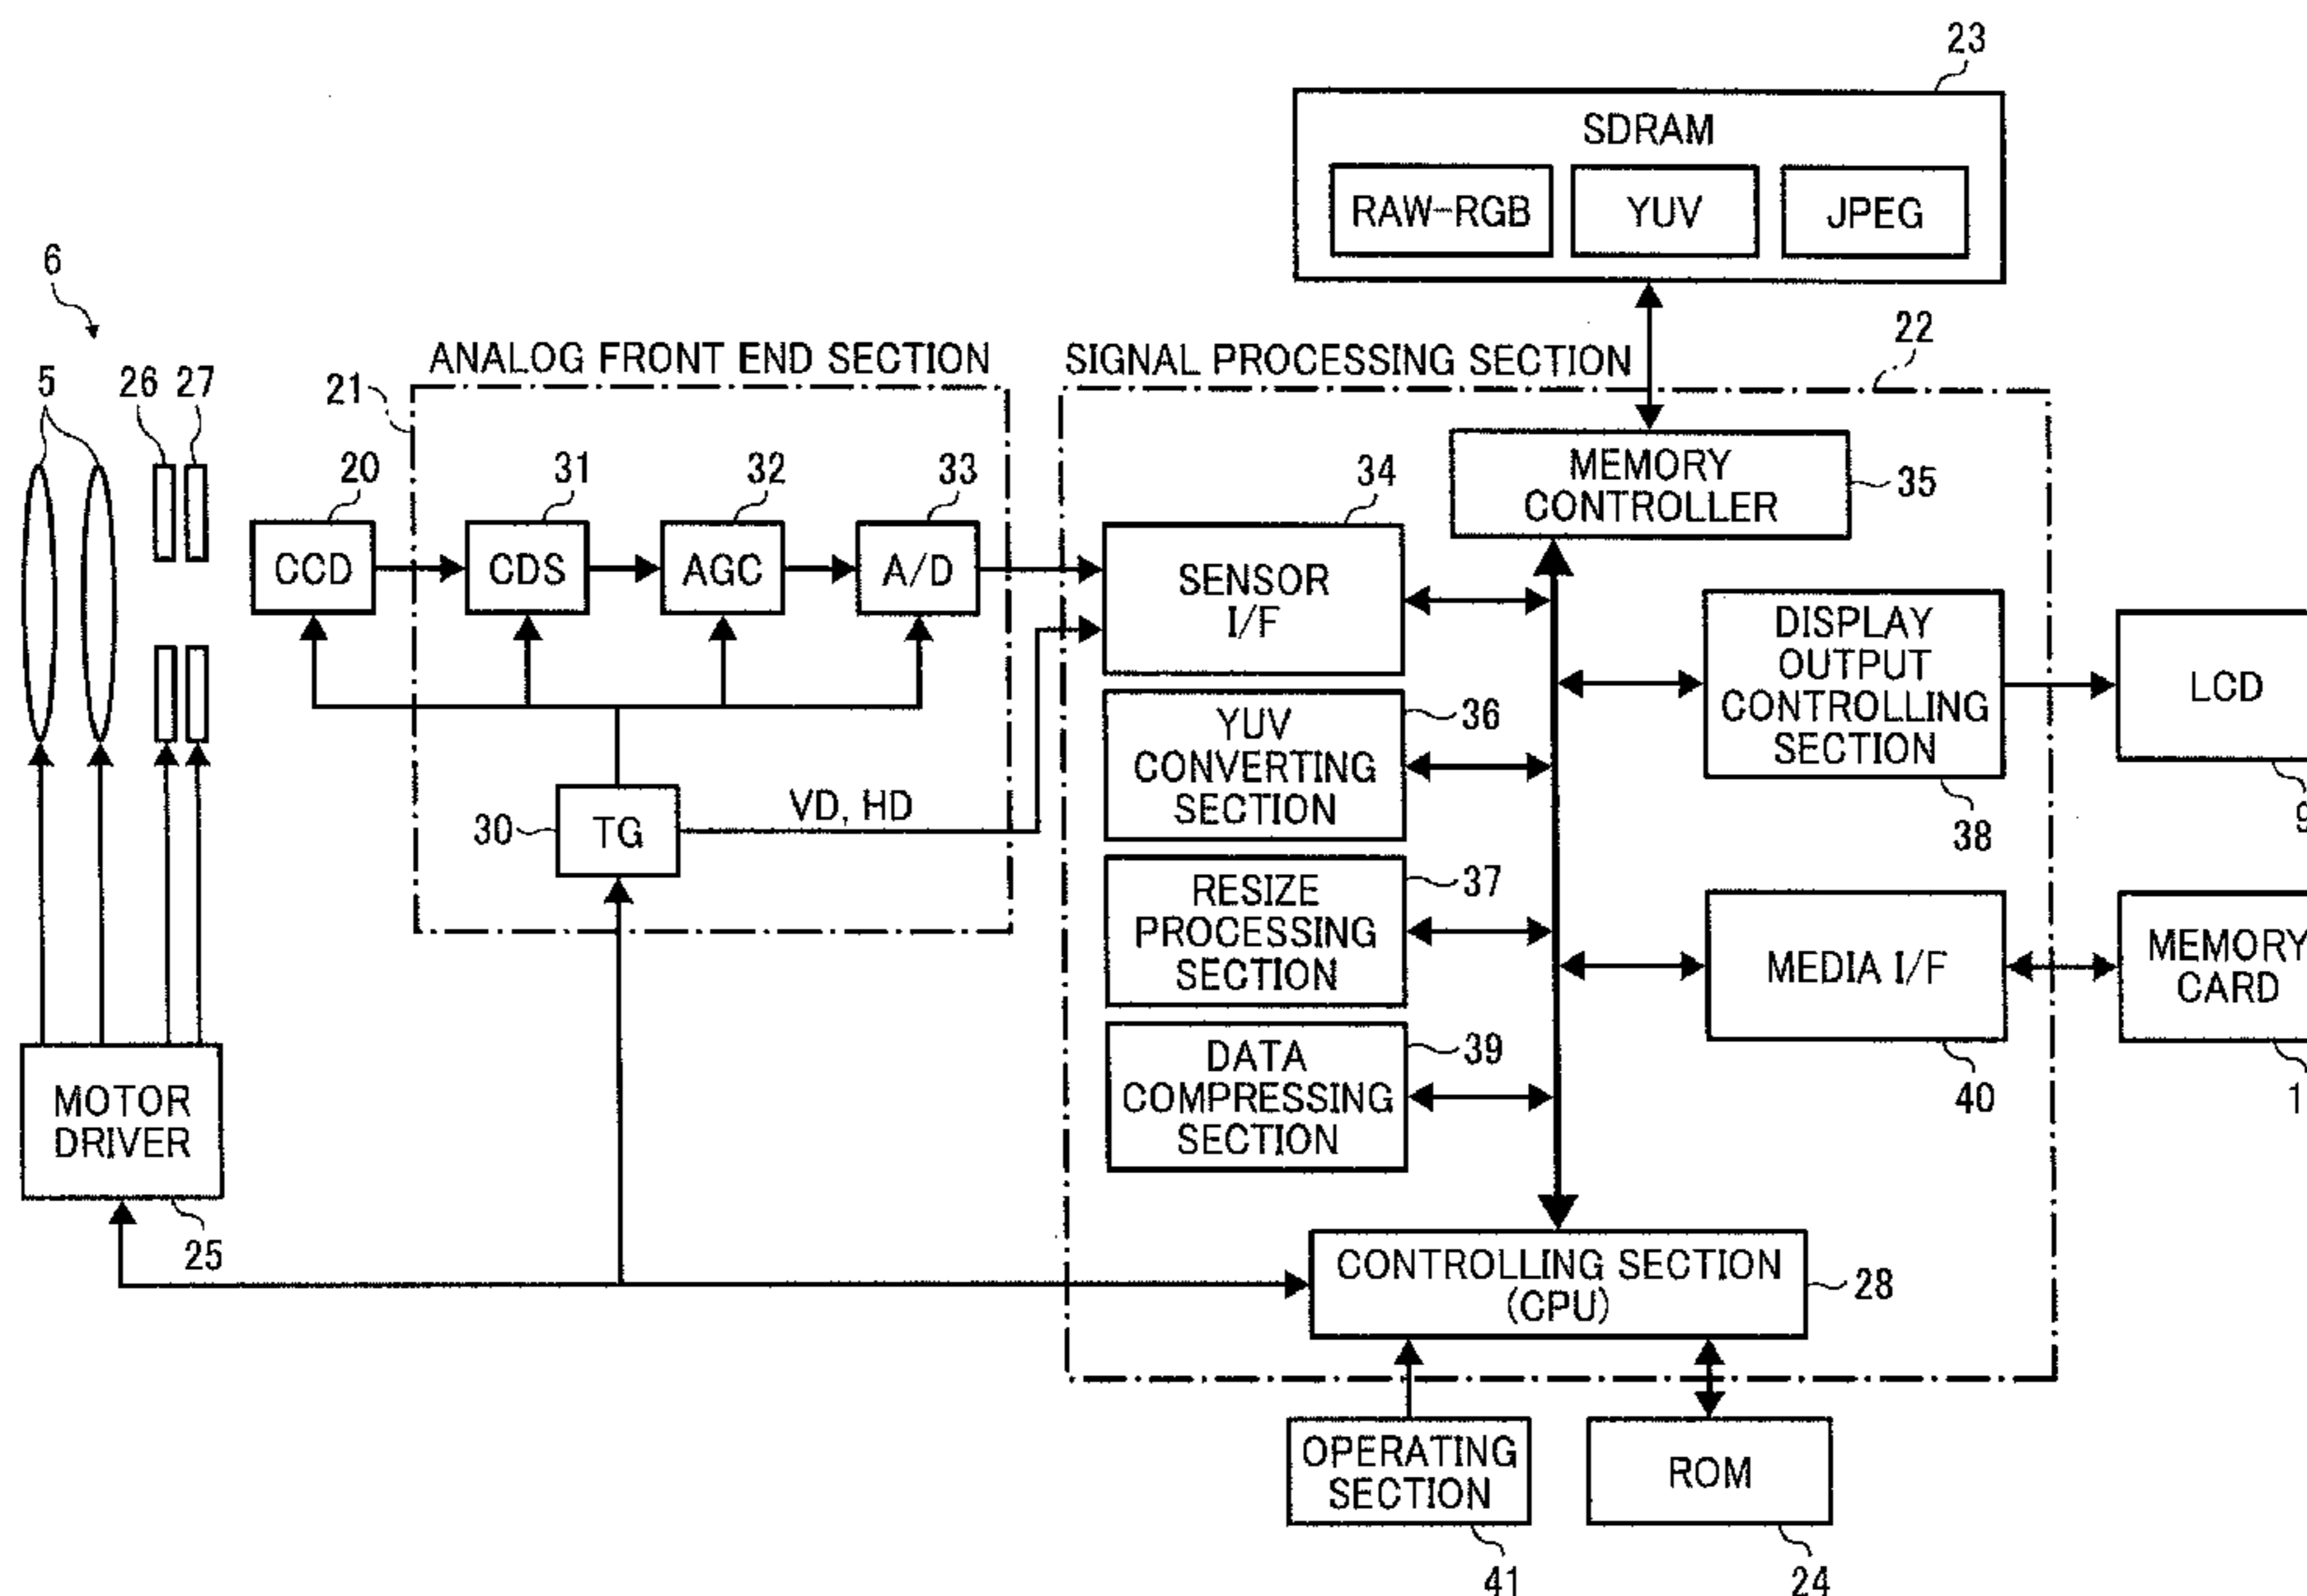 23
SDRAM
RAW-RGB
YUV
JPEG
6
22
ANALOG FRONT END SECTION
SIGNAL PROCESSING SECTION
5
26
27
21
20
31
32
33
34
MEMORY
CONTROLLER
35
CCD
CDS
AGC
A/D
SENSOR
I/F
DISPLAY
OUTPUT
CONTROLLING
SECTION
38
LCD
9
YUV
CONVERTING
SECTION
36
30
TG
VD, HD
RESIZE
PROCESSING
SECTION
37
MEDIA I/F
40
MEMORY
CARD
1
DATA
COMPRESSING
SECTION
39
MOTOR
DRIVER
25
CONTROLLING SECTION
(CPU)
28
OPERATING
SECTION
41
ROM
24